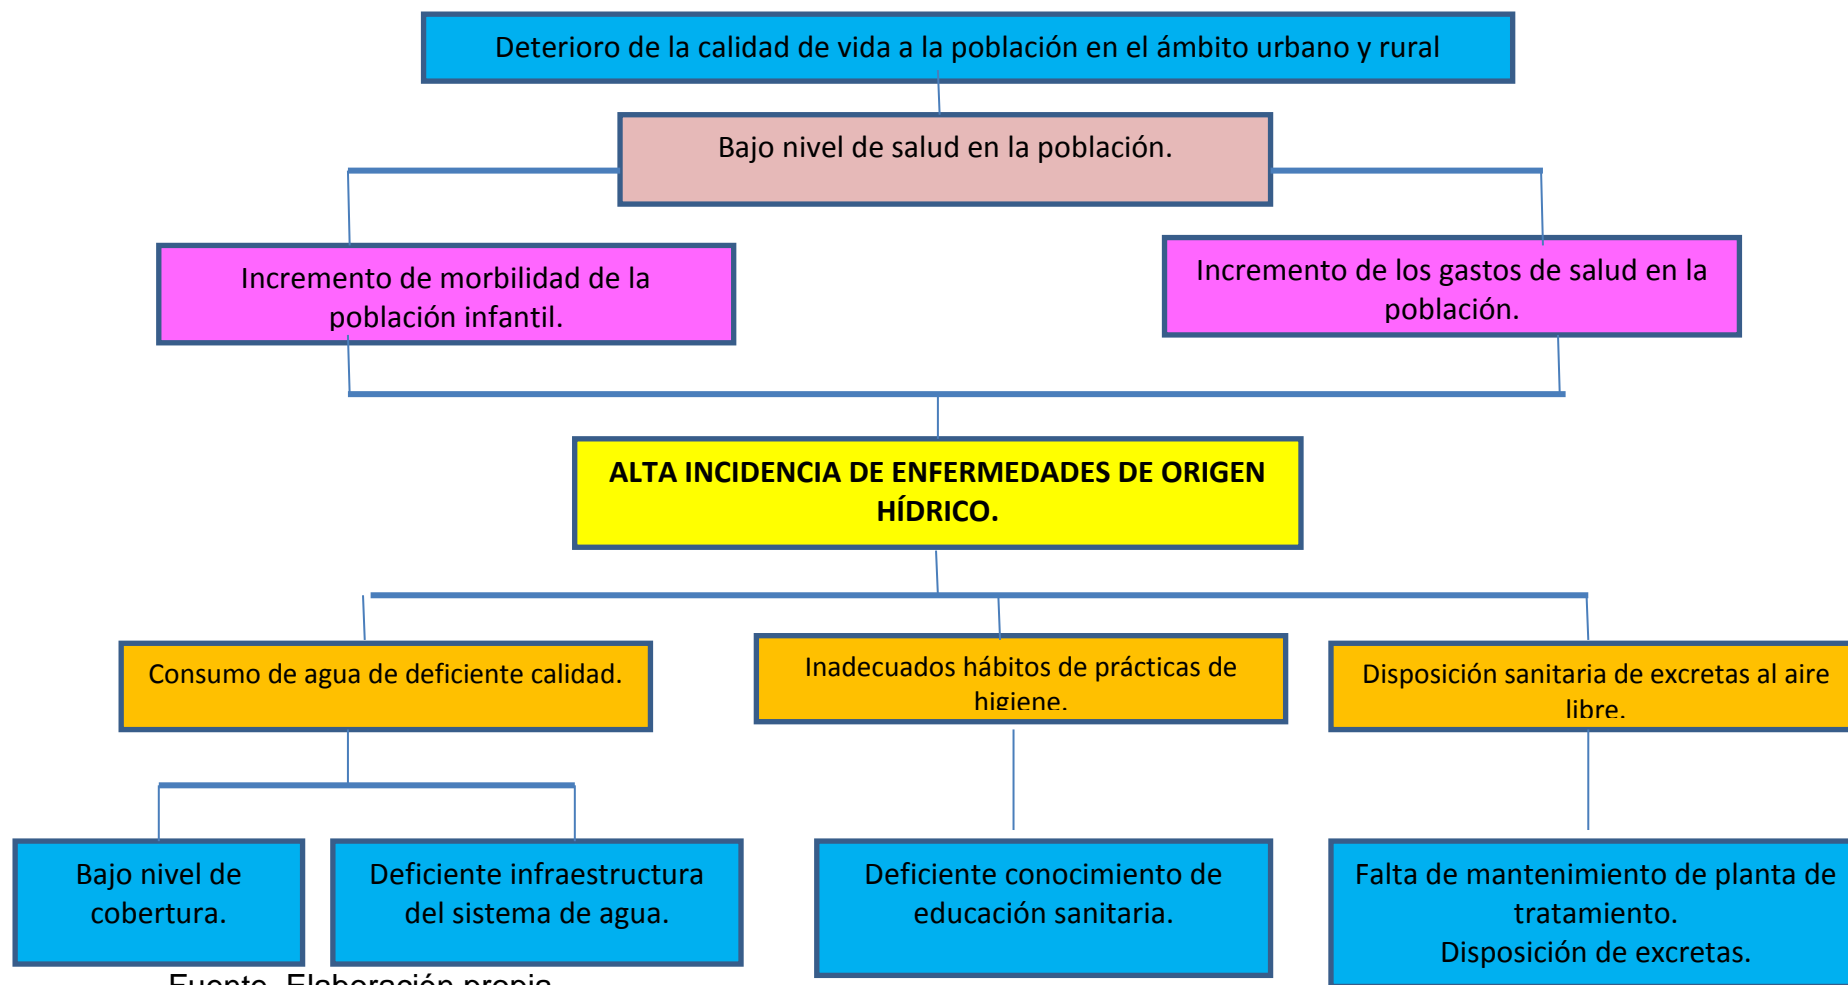 Deterioro de la calidad de vida a la población en el ámbito urbano y rural
Bajo nivel de salud en la población.
Incremento de morbilidad de la
población infantil.
Incremento de los gastos de salud en la
población.
ALTA INCIDENCIA DE ENFERMEDADES DE ORIGEN
HÍDRICO.
Consumo de agua de deficiente calidad.
Inadecuados hábitos de prácticas de
higiene.
Disposición sanitaria de excretas al aire
libre.
Bajo nivel de
cobertura.
Deficiente infraestructura
del sistema de agua.
Deficiente conocimiento de
educación sanitaria.
Falta de mantenimiento de planta de
tratamiento.
Disposición de excretas.
Fuente. Elaboración propia